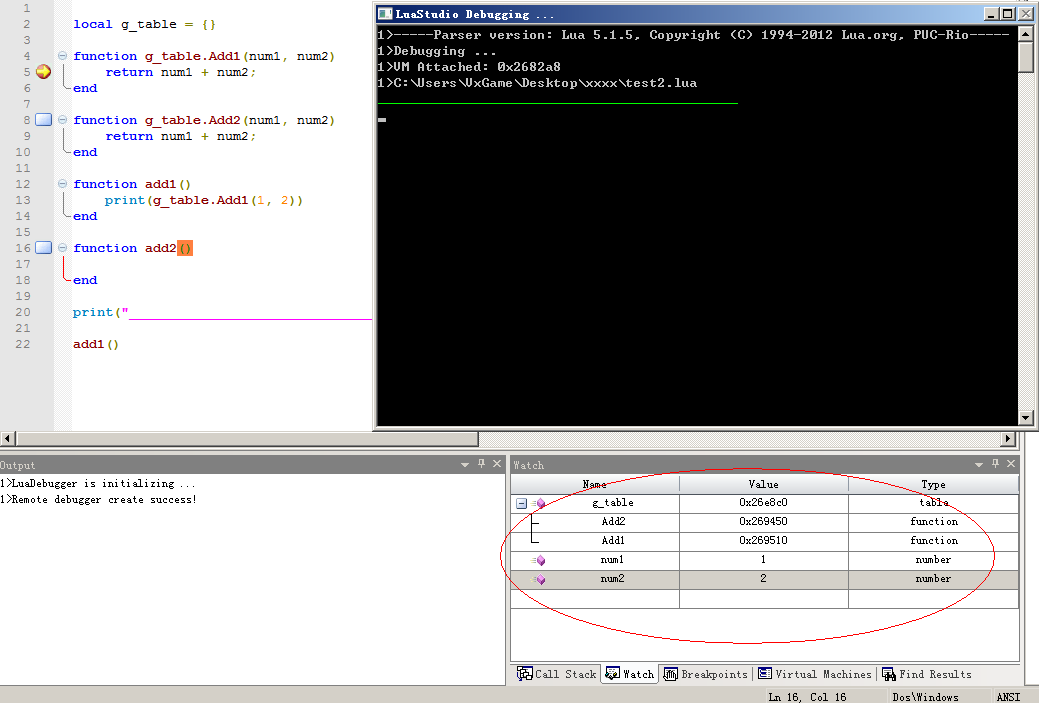 1
2 local g_table = {}
3
4 function g_table.Add1(num1, num2)
5 return num1 + num2;
6 end
7
8 function g_table.Add2(num1, num2)
9 return num1 + num2;
10 end
11
12 function add1()
13 print(g_table.Add1(1, 2))
14 end
15
16 function add2()
17
18 end
19
20 print("
21
22 add1()
LuaStudio Debugging ...
1>-----Parser version: Lua 5.1.5, Copyright (C) 1994-2012 Lua.org, PUC-Rio-----
1>Debugging ...
1>VM Attached: 0x2682a8
1>C:\Users\VxGame\Desktop\xxxx\test2.lua
Output
1>LuaDebugger is initializing ...
1>Remote debugger create success!
Watch
Name Value Type
g_table 0x26e8c0 table
Add2 0x269450 function
Add1 0x269510 function
num1 1 number
num2 2 number
Call Stack Watch Breakpoints Virtual Machines Find Results
Ln 16, Col 16 Dos\Windows ANSI